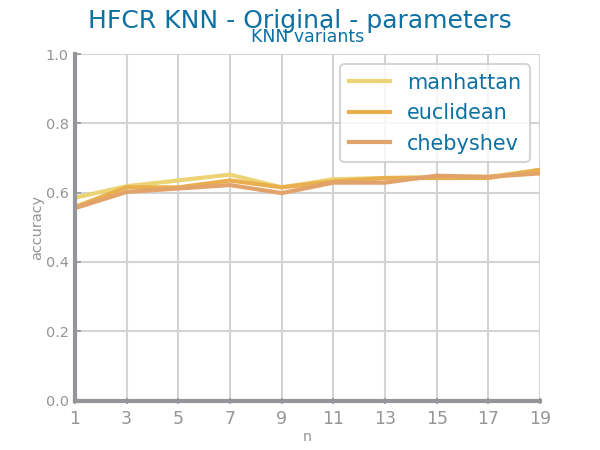 HFCR KNN - Original - parameters
KNN variants
manhattan
euclidean
chebyshev
accuracy
1.0
0.8
0.6
0.4
0.2
0.0
1 3 5 7 9 11 13 15 17 19
n